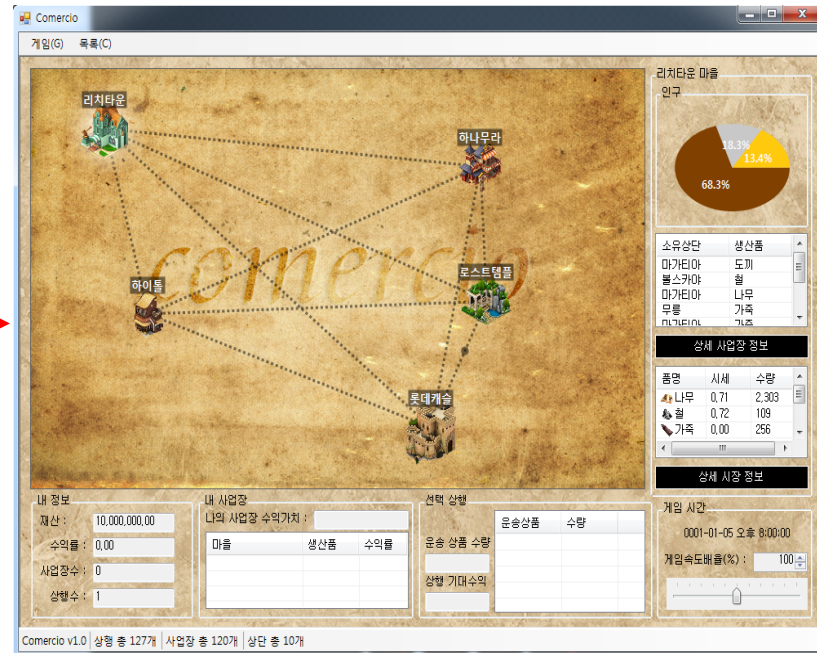 Comercio
게임(G) 목록(C)
리치타운
하나무라
comercio
하이톨
로스트템플
롯데캐슬
리치타운 마을
인구
18.3%
13.4%
68.3%
소유상단 생산품
마가티아 도끼
볼스카야 철
마가티아 나무
무릉 가죽
마가티아 가죽
상세 사업장 정보
품명 시세 수량
나무 0,71 2,303
철 0,72 109
가죽 0,00 256
상세 시장 정보
내 정보
재산 : 10,000,000,00
수익률 : 0,00
사업장수 : 0
상행수 : 1
내 사업장
나의 사업장 수익가치 :
마을 생산품 수익률
선택 상행
운송 상품 수량
상행 기대수익
운송상품 수량
게임 시간
0001-01-05 오후 8:00:00
게임속도배율(%) : 100
Comercio v1.0 상행 총 127개 사업장 총 120개 상단 총 10개